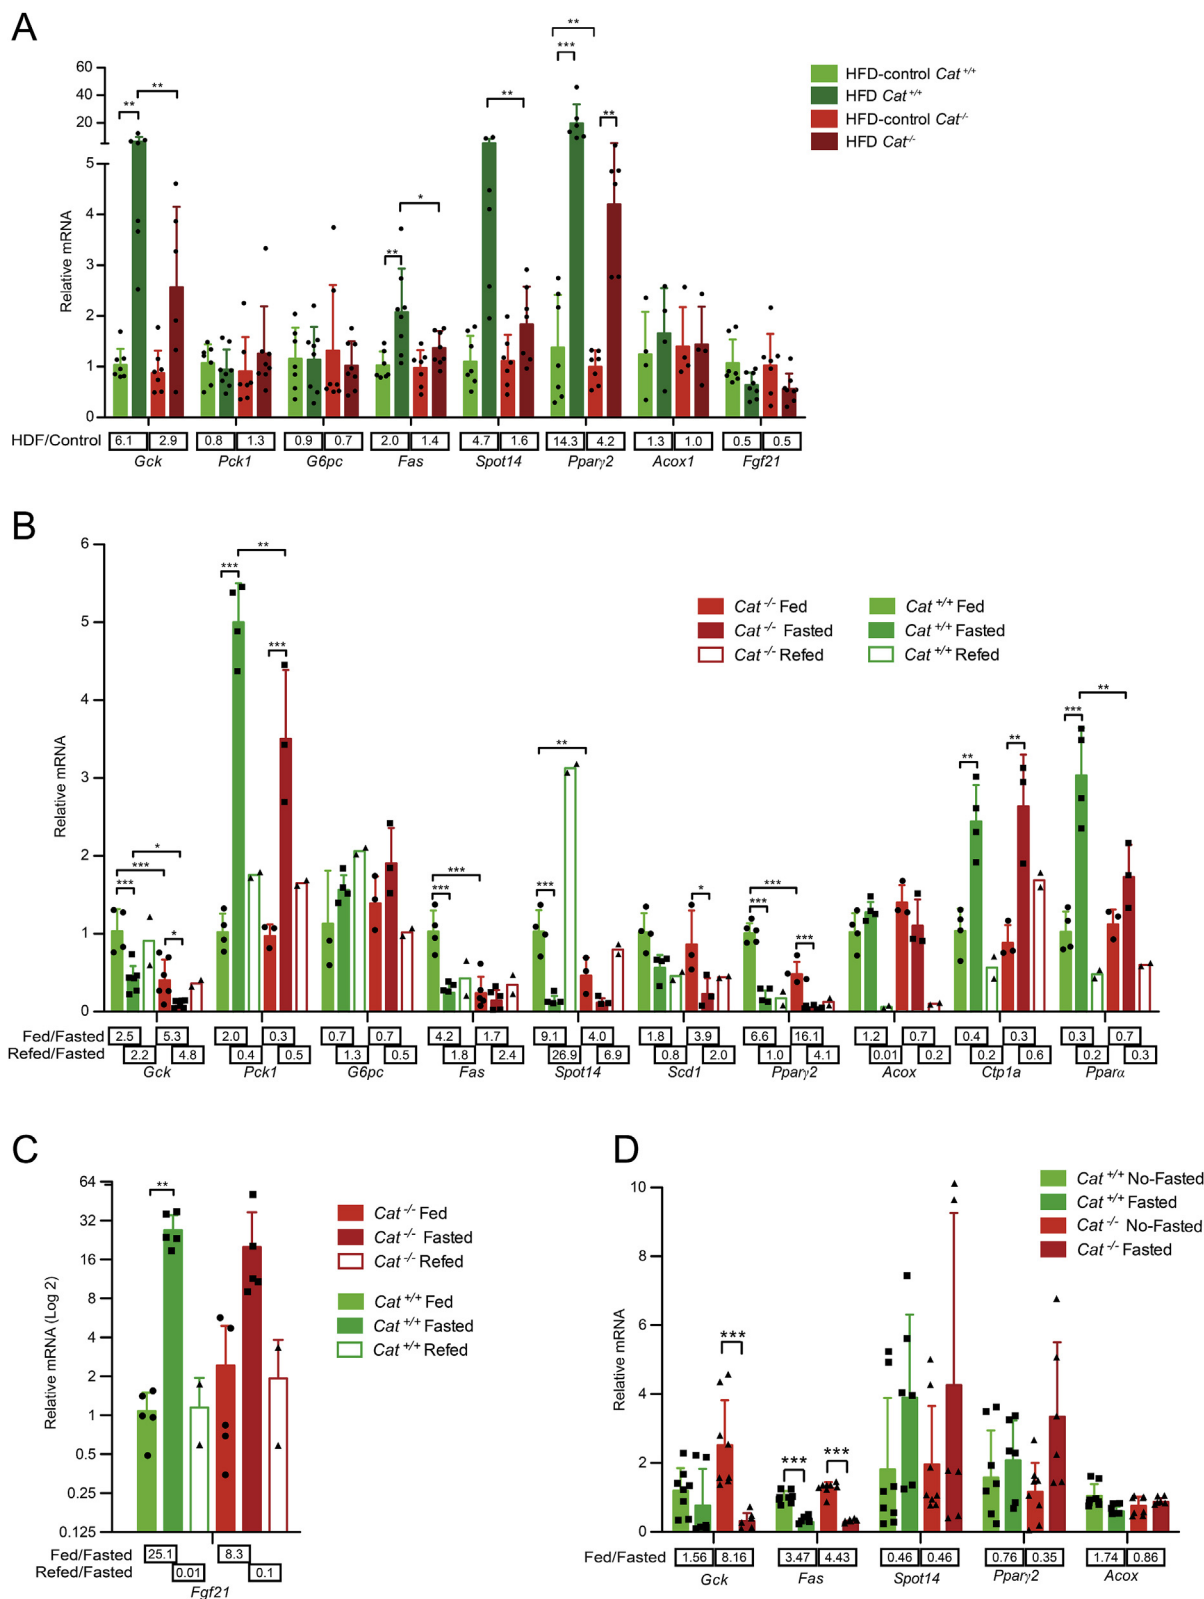 A
** ***
60
40
20
5
4
3
2
1
0
Relative mRNA
** ** ** * ** **
HFD-control Cat +/+
HFD Cat+/+
HFD-control Cat-/-
HFD Cat-/-
HDF/Control 6.1 2.9 0.8 1.3 0.9 0.7 2.0 1.4 4.7 1.6 14.3 4.2 1.3 1.0 0.5 0.5
Gck Pck1 G6pc Fas Spot14 Pparγ2 Acox1 Fgf21
B
6
5
4
3
2
1
0
Relative mRNA
*** ** ***
* *** *** *
*** ***
** ***
*
*** *** ***
** **
*** **
Cat -/- Fed Cat +/+ Fed
Cat -/- Fasted Cat +/+ Fasted
Cat -/- Refed Cat +/+ Refed
Fed/Fasted 2.5 5.3 2.0 0.3 0.7 0.7 4.2 1.7 9.1 4.0 1.8 3.9 6.6 16.1 1.2 0.7 0.4 0.3 0.3 0.7
Refed/Fasted 2.2 4.8 0.4 0.5 1.3 0.5 1.8 2.4 26.9 6.9 0.8 2.0 1.0 4.1 0.01 0.2 0.2 0.6 0.2 0.3
Gck Pck1 G6pc Fas Spot14 Scd1 Pparγ2 Acox Ctp1a Pparα
C
64
32
16
8
4
2
1
0.5
0.25
0.125
Relative mRNA (Log 2)
**
Cat -/- Fed
Cat -/- Fasted
Cat -/- Refed
Cat +/+ Fed
Cat +/+ Fasted
Cat +/+ Refed
Fed/Fasted 25.1 8.3
Refed/Fasted 0.01 0.1
Fgf21
D
10
8
6
4
2
0
Relative mRNA
*** *** ***
Cat +/+ No-Fasted
Cat +/+ Fasted
Cat -/- No-Fasted
Cat -/- Fasted
Fed/Fasted 1.56 8.16 3.47 4.43 0.46 0.46 0.76 0.35 1.74 0.86
Gck Fas Spot14 Pparγ2 Acox